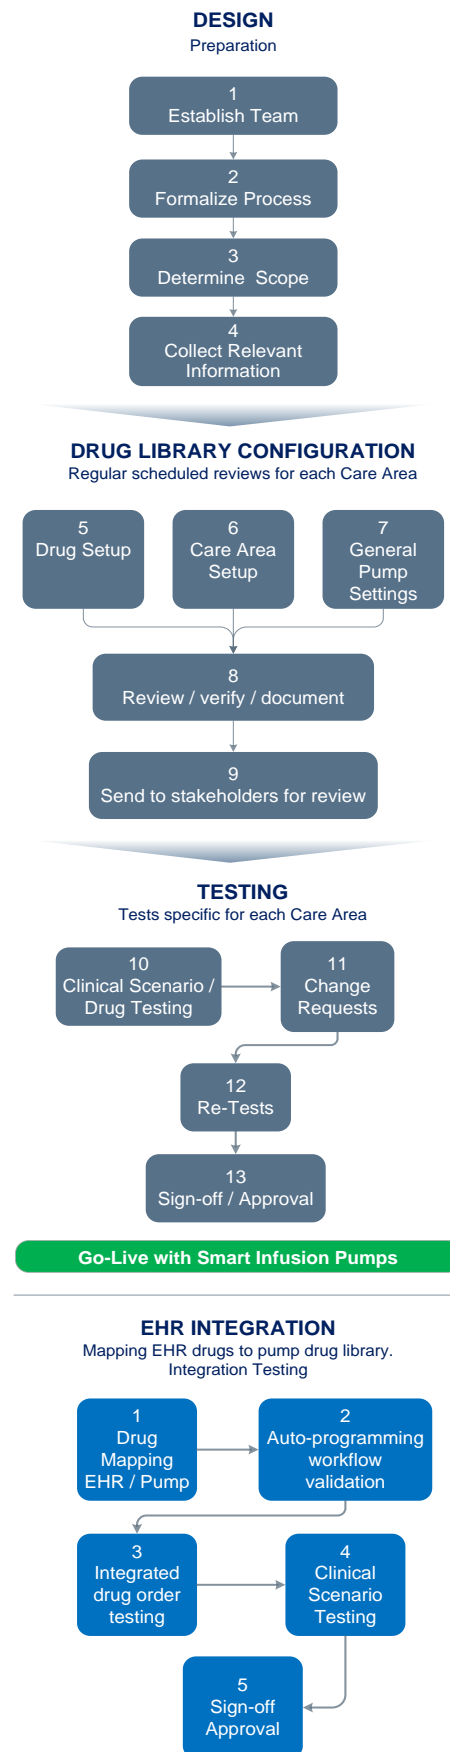 DESIGN
Preparation
1
Establish Team
2
Formalize Process
3
Determine Scope
4
Collect Relevant
Information
DRUG LIBRARY CONFIGURATION
Regular scheduled reviews for each Care Area
5
Drug Setup
6
Care Area
Setup
7
General
Pump
Settings
8
Review / verify / document
9
Send to stakeholders for review
TESTING
Tests specific for each Care Area
10
Clinical Scenario /
Drug Testing
11
Change
Requests
12
Re-Tests
13
Sign-off / Approval
Go-Live with Smart Infusion Pumps
EHR INTEGRATION
Mapping EHR drugs to pump drug library.
Integration Testing
1
Drug
Mapping
EHR / Pump
2
Auto-programming
workflow
validation
3
Integrated
drug order
testing
4
Clinical
Scenario
Testing
5
Sign-off
Approval